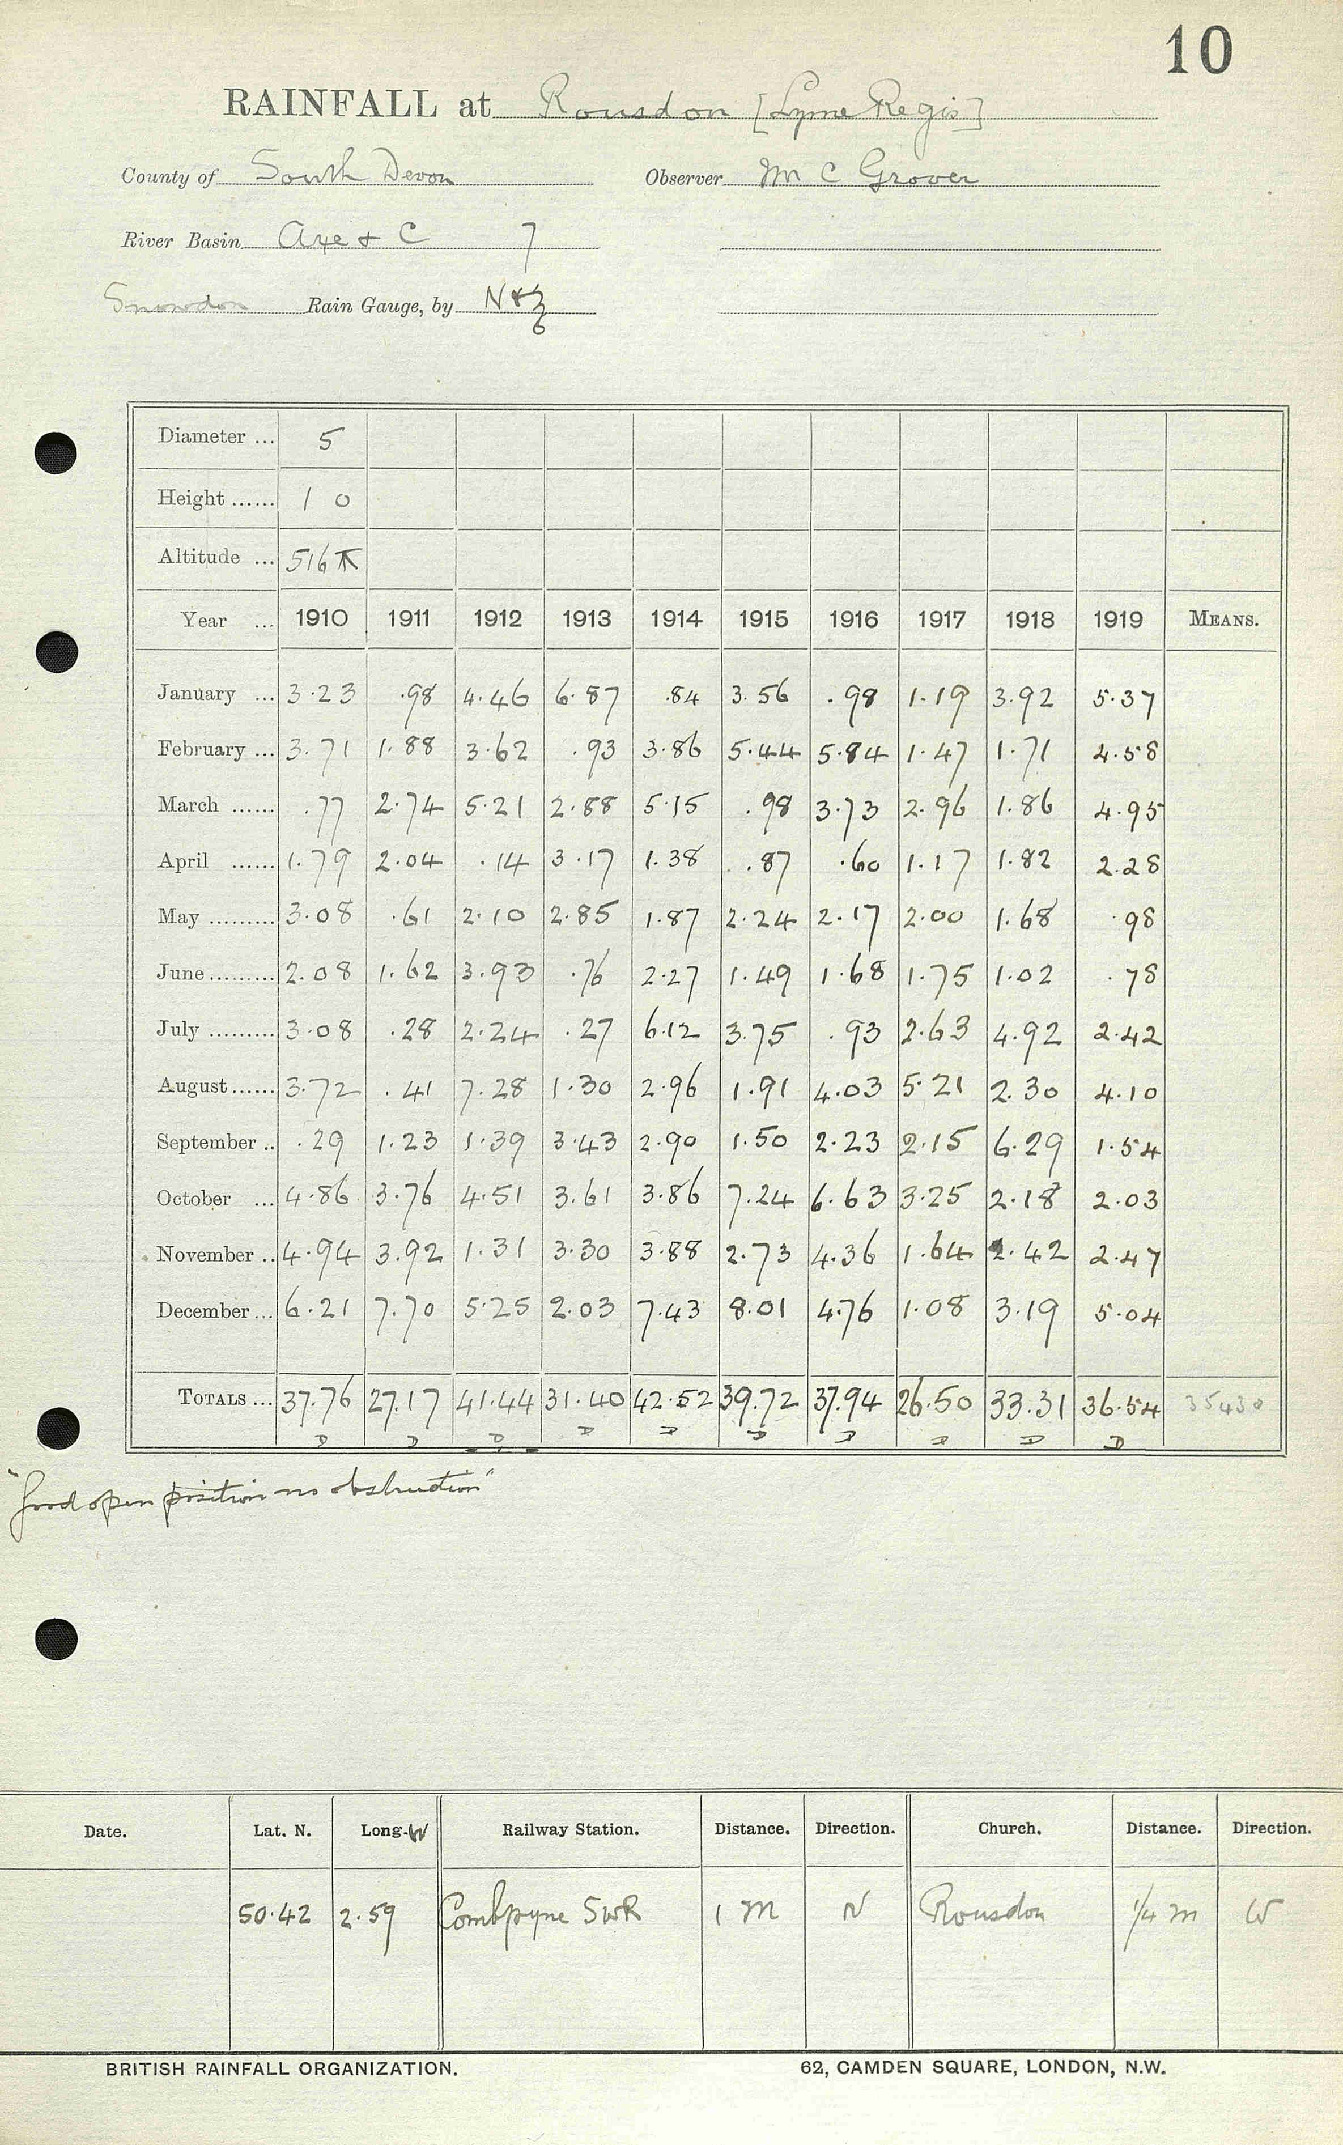 10
RAINFALL at Rousdon [Lyme Regis]
County of South Devon Observer M C Grover
River Basin Axe & C 7
Snowdon Rain Gauge, by N & Z
Diameter ... 5
Height ...... 1 0
Altitude ... 516
Year ... 1910 1911 1912 1913 1914 1915 1916 1917 1918 1919 MEANS.
January ... 3.23 .98 4.46 6.87 .84 3.56 .98 1.19 3.92 5.37
February ... 3.71 1.88 3.62 .93 3.86 5.44 5.84 1.47 1.71 4.58
March ...... .77 2.74 5.21 2.88 5.15 .98 3.73 2.96 1.86 4.95
April ...... 1.79 2.04 .14 3.17 1.38 .87 .60 1.17 1.82 2.28
May ......... 3.08 .61 2.10 2.85 1.87 2.24 2.17 2.00 1.68 .98
June ......... 2.08 1.62 3.93 .76 2.27 1.49 1.68 1.75 1.02 .78
July ......... 3.08 .28 2.24 .27 6.12 3.75 .93 2.63 4.92 2.42
August ...... 3.72 .41 7.28 1.30 2.96 1.91 4.03 5.21 2.30 4.10
September .. .29 1.23 1.39 3.43 2.90 1.50 2.23 2.15 6.29 1.54
October ... 4.86 3.76 4.51 3.61 3.86 7.24 6.63 3.25 2.18 2.03
November .. 4.94 3.92 1.31 3.30 3.88 2.73 4.36 1.64 2.42 2.47
December ... 6.21 7.70 5.25 2.03 7.43 8.01 4.76 1.08 3.19 5.04
TOTALS ... 37.76 27.17 41.44 31.40 42.52 39.72 37.94 26.50 33.31 36.54 35430
D D D D D D D D D D
"Good open position no obstruction"
Date. Lat. N. Long. W Railway Station. Distance. Direction. Church. Distance. Direction.
50.42 2.59 Combpyne SWR 1 m N Rousdon 1/4 m W
BRITISH RAINFALL ORGANIZATION. 62, CAMDEN SQUARE, LONDON, N.W.